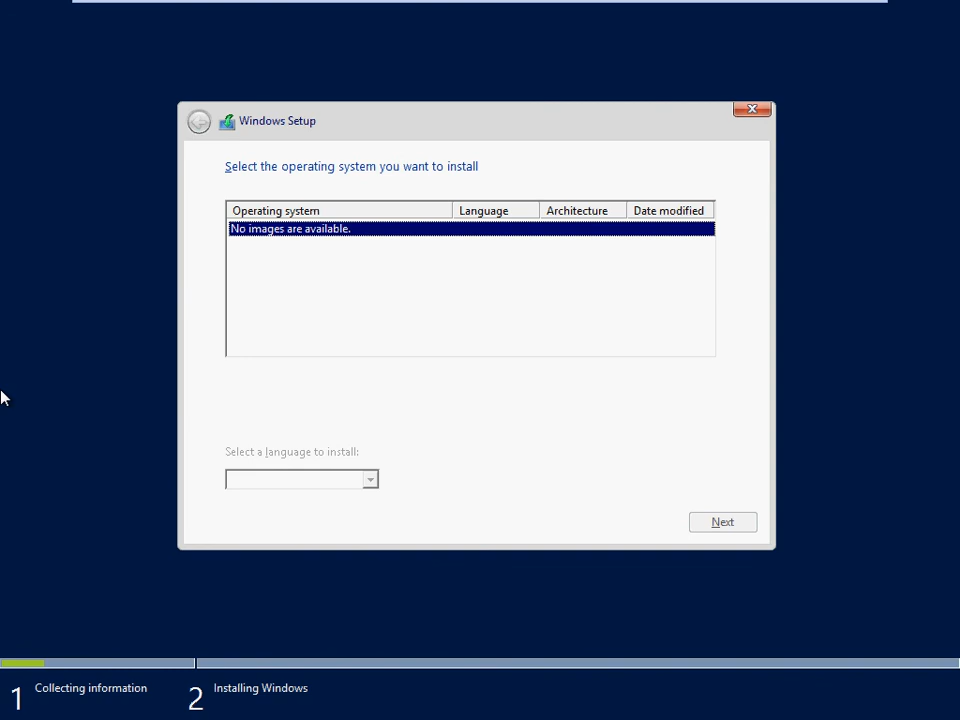 Windows Setup
Select the operating system you want to install
Operating system Language Architecture Date modified
No images are available.
Select a language to install:
Next
1 Collecting information 2 Installing Windows